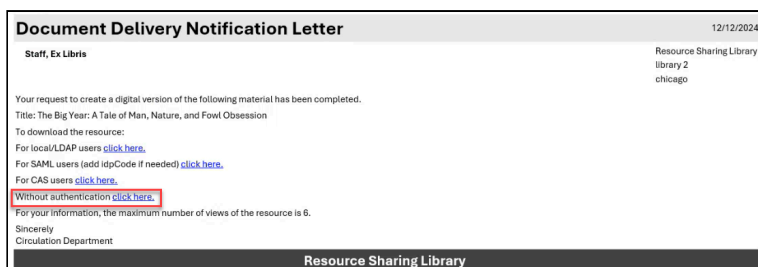 Document Delivery Notification Letter
12/12/2024
Staff, Ex Libris
Resource Sharing Library
library 2
chicago
Your request to create a digital version of the following material has been completed.
Title: The Big Year: A Tale of Man, Nature, and Fowl Obsession
To download the resource:
For local/LDAP users click here.
For SAML users (add idpCode if needed) click here.
For CAS users click here.
Without authentication click here.
For your information, the maximum number of views of the resource is 6.
Sincerely
Circulation Department
Resource Sharing Library